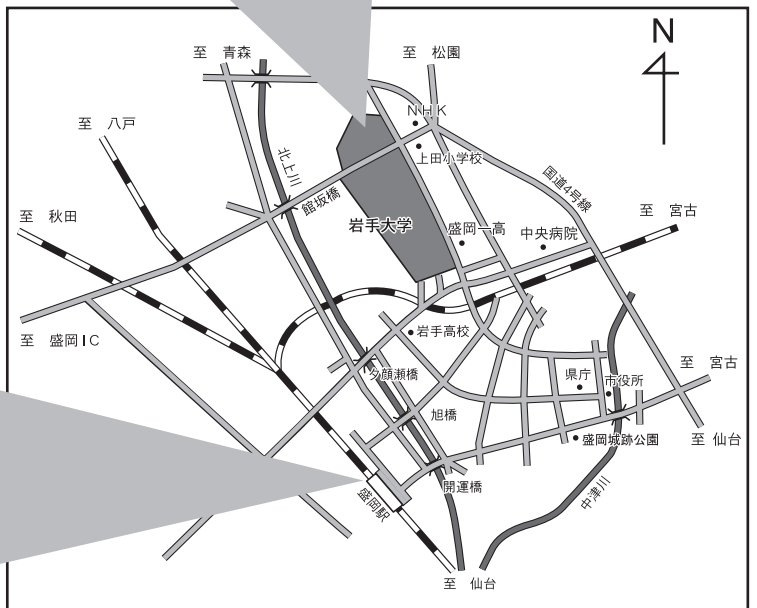 N
至 青森
至 松園
NHK
至 八戸
上田小学校
北上川
国道4号線
館坂橋
至 秋田
至 宮古
岩手大学
盛岡一高
中央病院
岩手高校
至 盛岡IC
夕顔瀬橋
県庁
市役所
至 宮古
旭橋
盛岡城跡公園
至 仙台
開運橋
盛岡駅
中津川
至 仙台